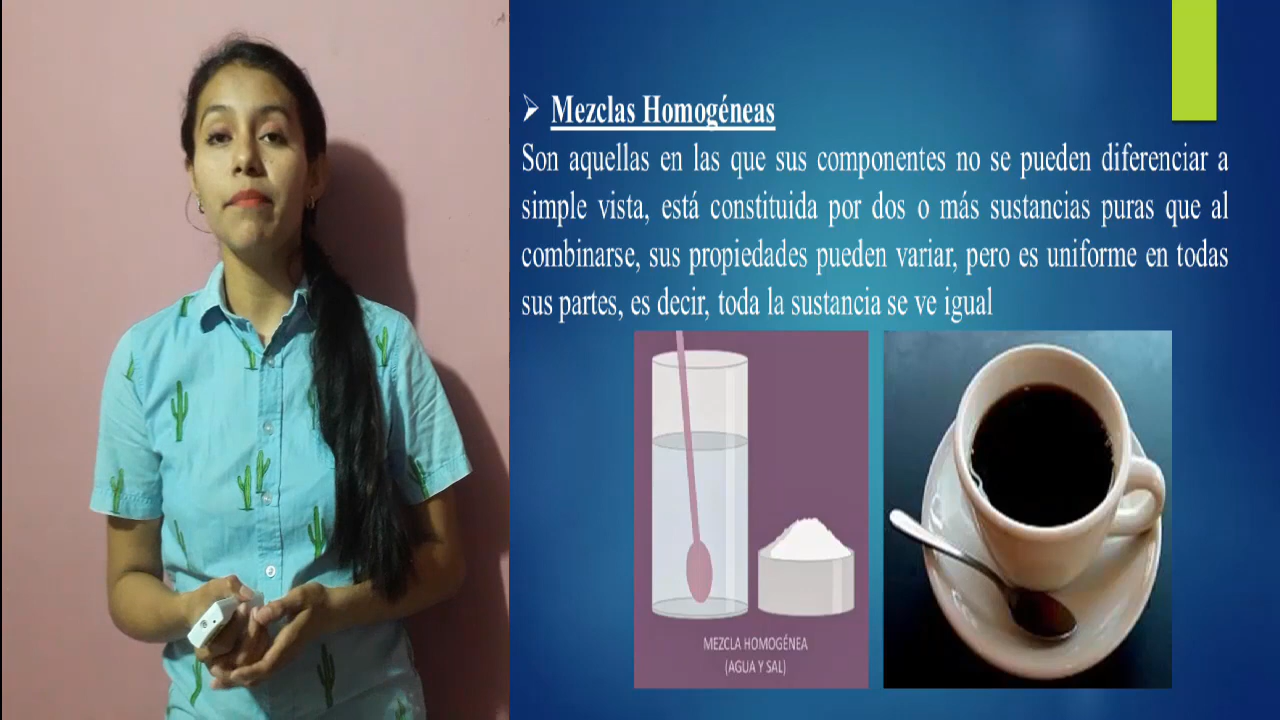 Mezclas Homogéneas
Son aquellas en las que sus componentes no se pueden diferenciar a
simple vista, está constituida por dos o más sustancias puras que al
combinarse, sus propiedades pueden variar, pero es uniforme en todas
sus partes, es decir, toda la sustancia se ve igual
MEZCLA HOMOGÉNEA
(AGUA Y SAL)